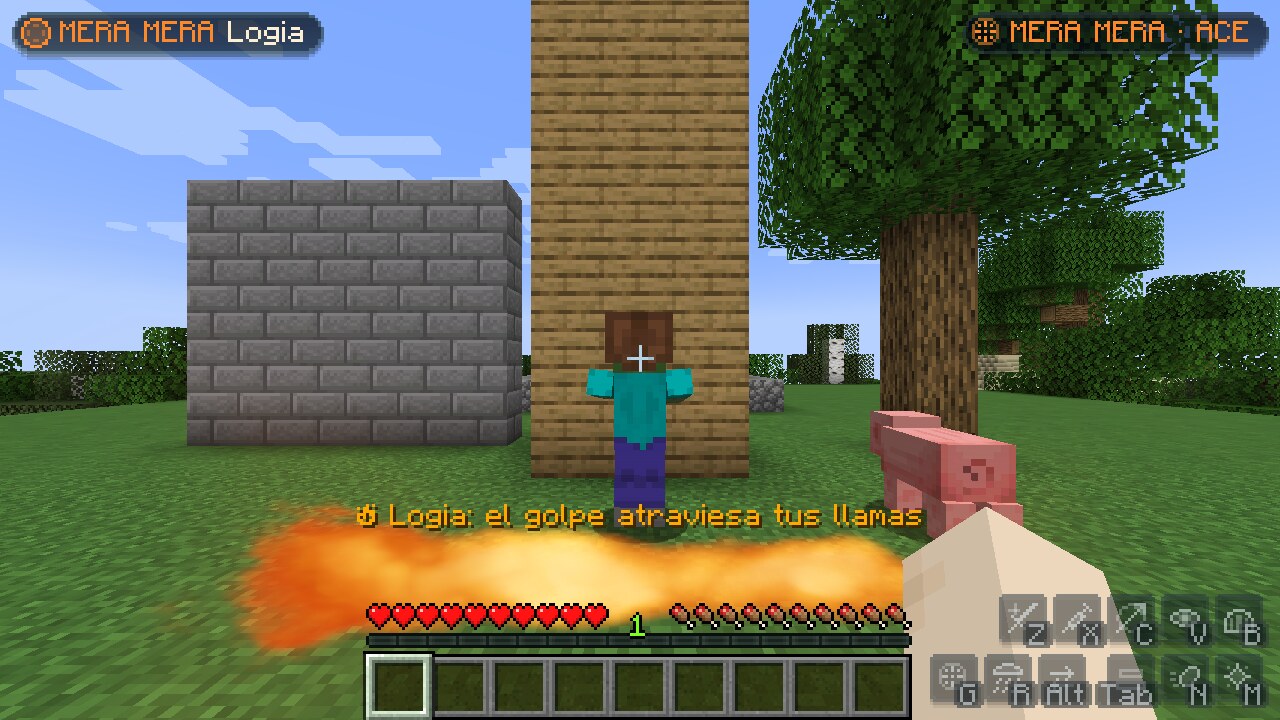 MERA MERA Logia
MERA MERA · ACE
Logia: el golpe atraviesa tus llamas
1
Z X C V B
G R Alt Tab N M